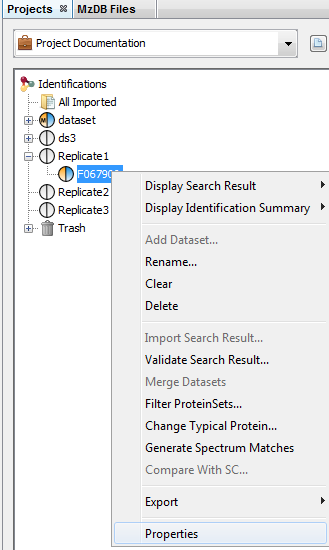 Projects MzDB Files
Project Documentation
Identifications
All Imported
dataset
ds3
Replicate1
Replicate2
Replicate3
Trash
Display Search Result
Display Identification Summary
Add Dataset...
Rename...
Clear
Delete
Import Search Result...
Validate Search Result...
Merge Datasets
Filter ProteinSets...
Change Typical Protein...
Generate Spectrum Matches
Compare With SC...
Export
Properties